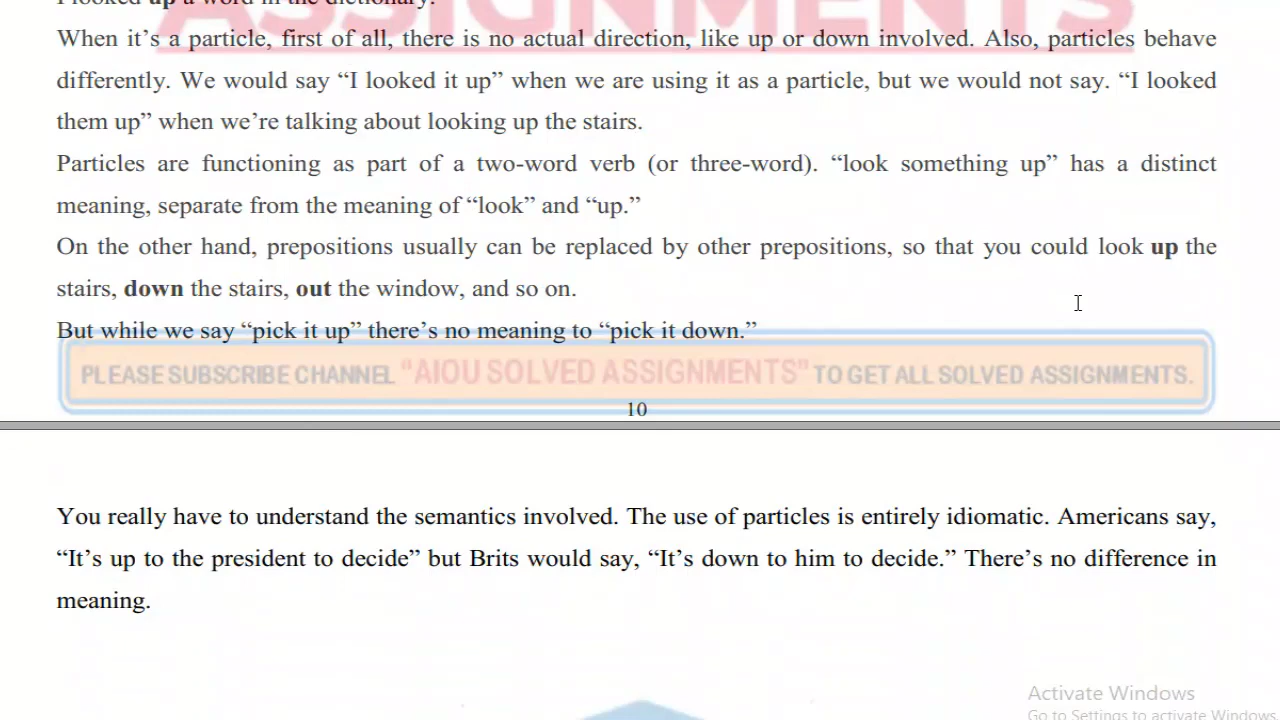 I looked up a word in the dictionary.
ASSIGNMENTS
When it’s a particle, first of all, there is no actual direction, like up or down involved. Also, particles behave
differently. We would say “I looked it up” when we are using it as a particle, but we would not say. “I looked
them up” when we’re talking about looking up the stairs.
Particles are functioning as part of a two-word verb (or three-word). “look something up” has a distinct
meaning, separate from the meaning of “look” and “up.”
On the other hand, prepositions usually can be replaced by other prepositions, so that you could look up the
stairs, down the stairs, out the window, and so on.
But while we say “pick it up” there’s no meaning to “pick it down.”
PLEASE SUBSCRIBE CHANNEL “AIOU SOLVED ASSIGNMENTS” TO GET ALL SOLVED ASSIGNMENTS.
10
You really have to understand the semantics involved. The use of particles is entirely idiomatic. Americans say,
“It’s up to the president to decide” but Brits would say, “It’s down to him to decide.” There’s no difference in
meaning.
Activate Windows
Go to Settings to activate Windows